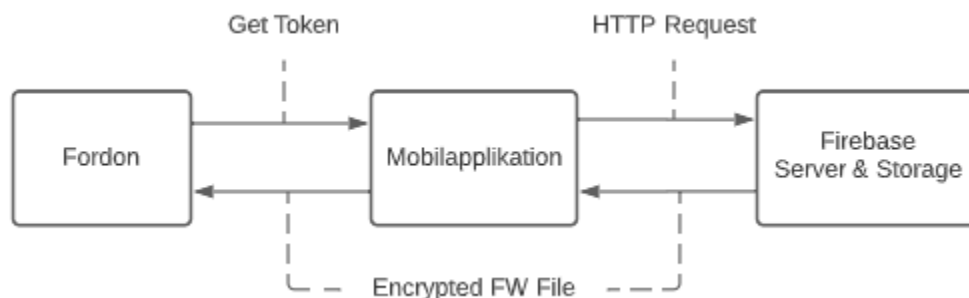 Get Token
HTTP Request
Fordon
Mobilapplikation
Firebase
Server & Storage
Encrypted FW File